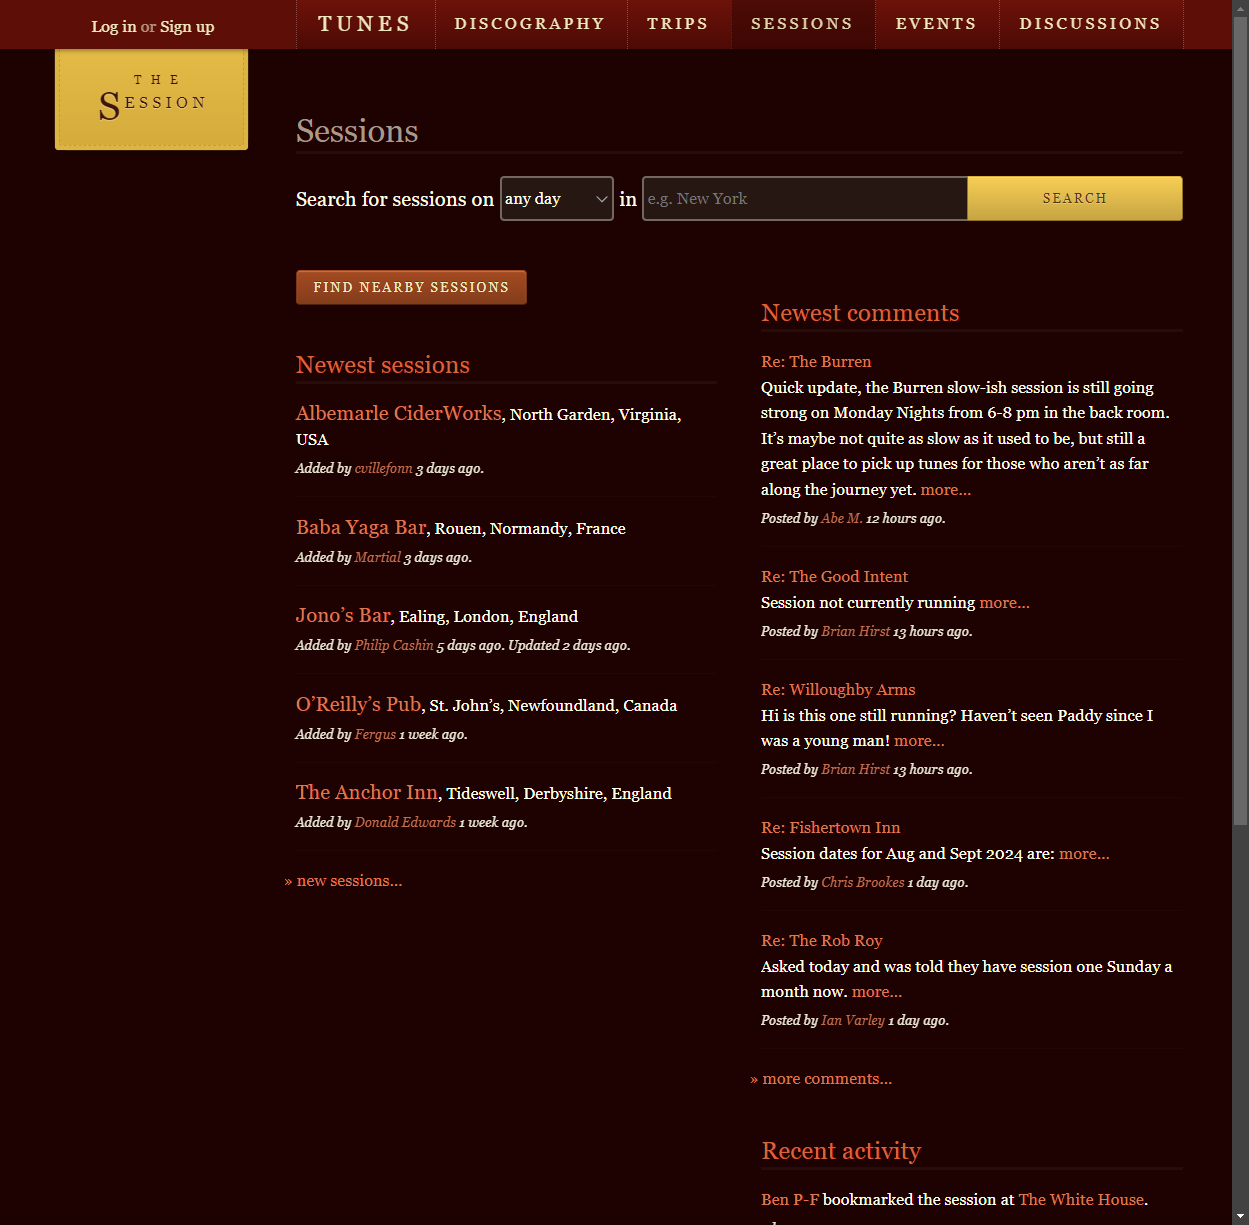 Log in or Sign up
TUNES
DISCOGRAPHY
TRIPS
SESSIONS
EVENTS
DISCUSSIONS
THE
SESSION
Sessions
Search for sessions on any day in e.g. New York SEARCH
FIND NEARBY SESSIONS
Newest sessions
Albemarle CiderWorks, North Garden, Virginia,
USA
Added by cvillefonn 3 days ago.
Baba Yaga Bar, Rouen, Normandy, France
Added by Martial 3 days ago.
Jono’s Bar, Ealing, London, England
Added by Philip Cashin 5 days ago. Updated 2 days ago.
O’Reilly’s Pub, St. John’s, Newfoundland, Canada
Added by Fergus 1 week ago.
The Anchor Inn, Tideswell, Derbyshire, England
Added by Donald Edwards 1 week ago.
» new sessions...
Newest comments
Re: The Burren
Quick update, the Burren slow-ish session is still going
strong on Monday Nights from 6-8 pm in the back room.
It’s maybe not quite as slow as it used to be, but still a
great place to pick up tunes for those who aren’t as far
along the journey yet. more...
Posted by Abe M. 12 hours ago.
Re: The Good Intent
Session not currently running more...
Posted by Brian Hirst 13 hours ago.
Re: Willoughby Arms
Hi is this one still running? Haven’t seen Paddy since I
was a young man! more...
Posted by Brian Hirst 13 hours ago.
Re: Fishertown Inn
Session dates for Aug and Sept 2024 are: more...
Posted by Chris Brookes 1 day ago.
Re: The Rob Roy
Asked today and was told they have session one Sunday a
month now. more...
Posted by Ian Varley 1 day ago.
» more comments...
Recent activity
Ben P-F bookmarked the session at The White House.